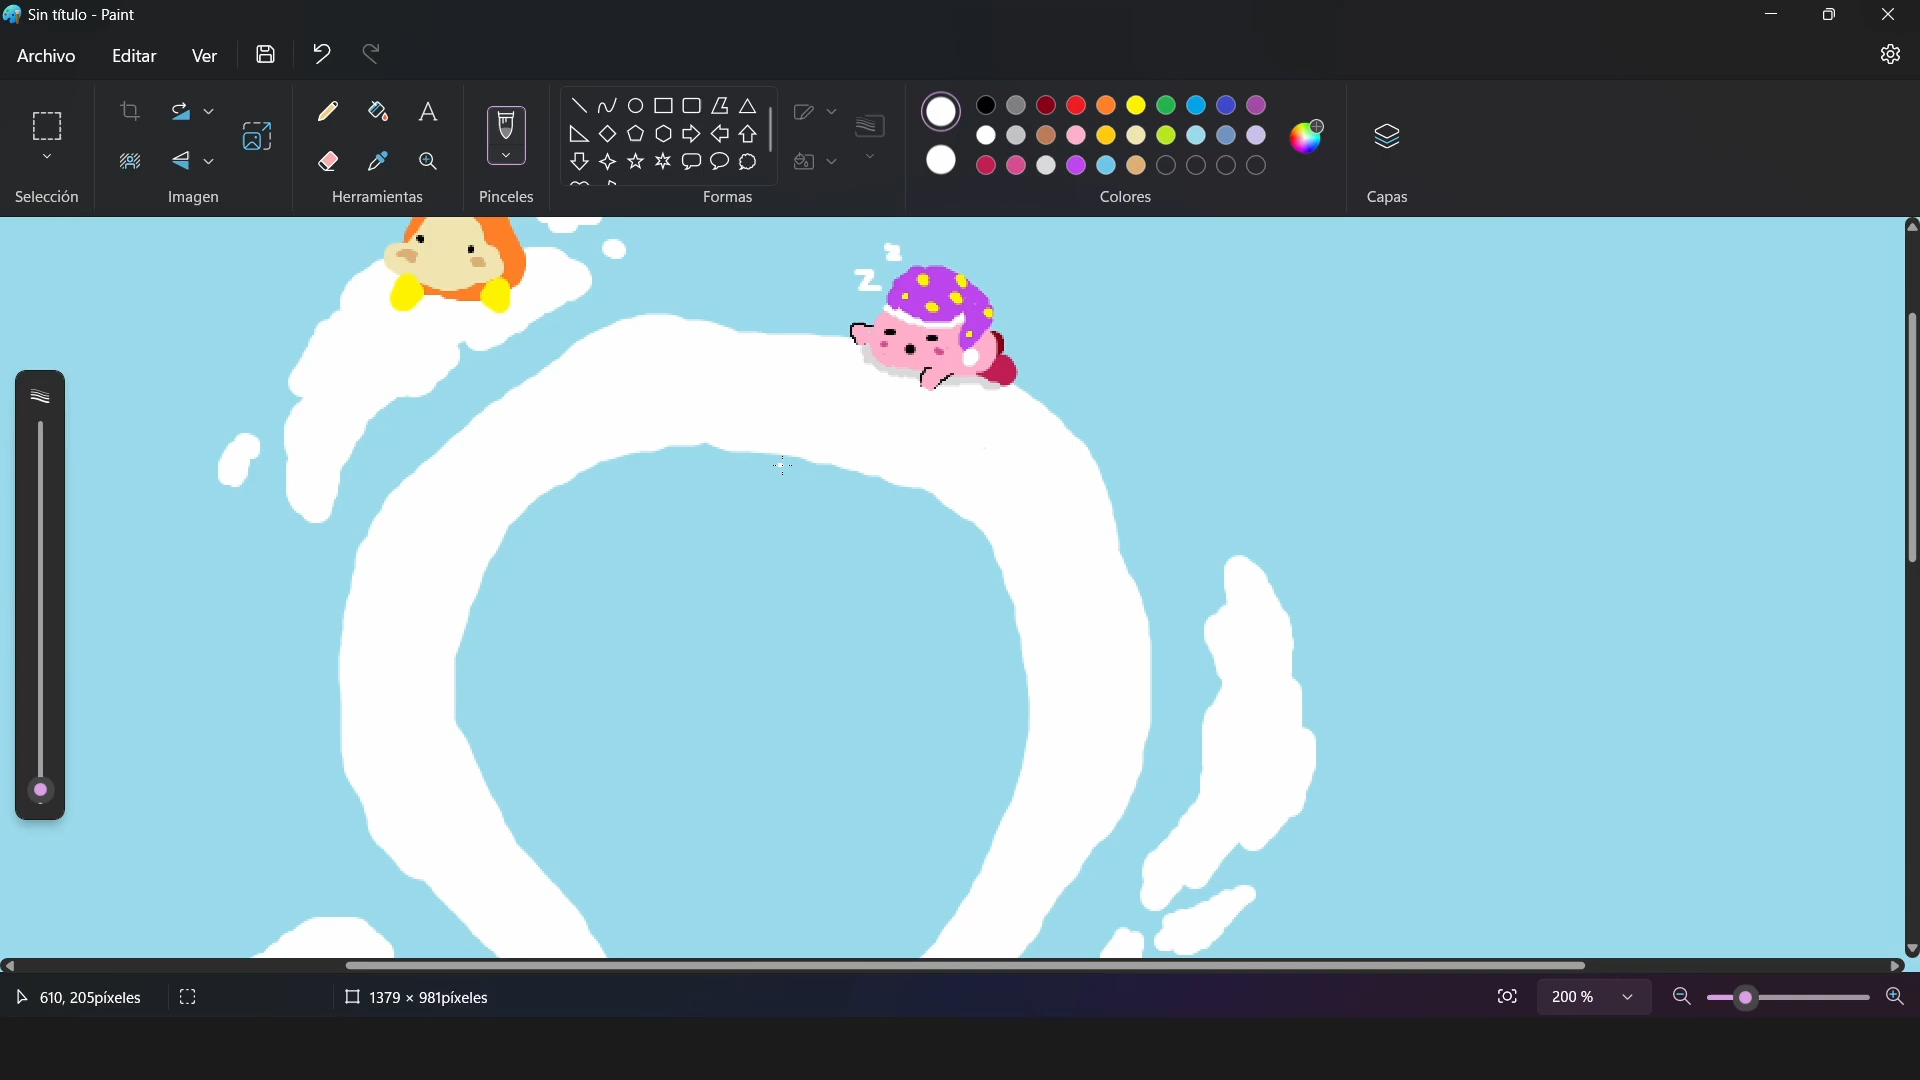 Sin título - Paint
Archivo Editar Ver
Selección Imagen Herramientas Pinceles Formas Colores Capas
z
z
610, 205píxeles 1379 × 981píxeles 200 %